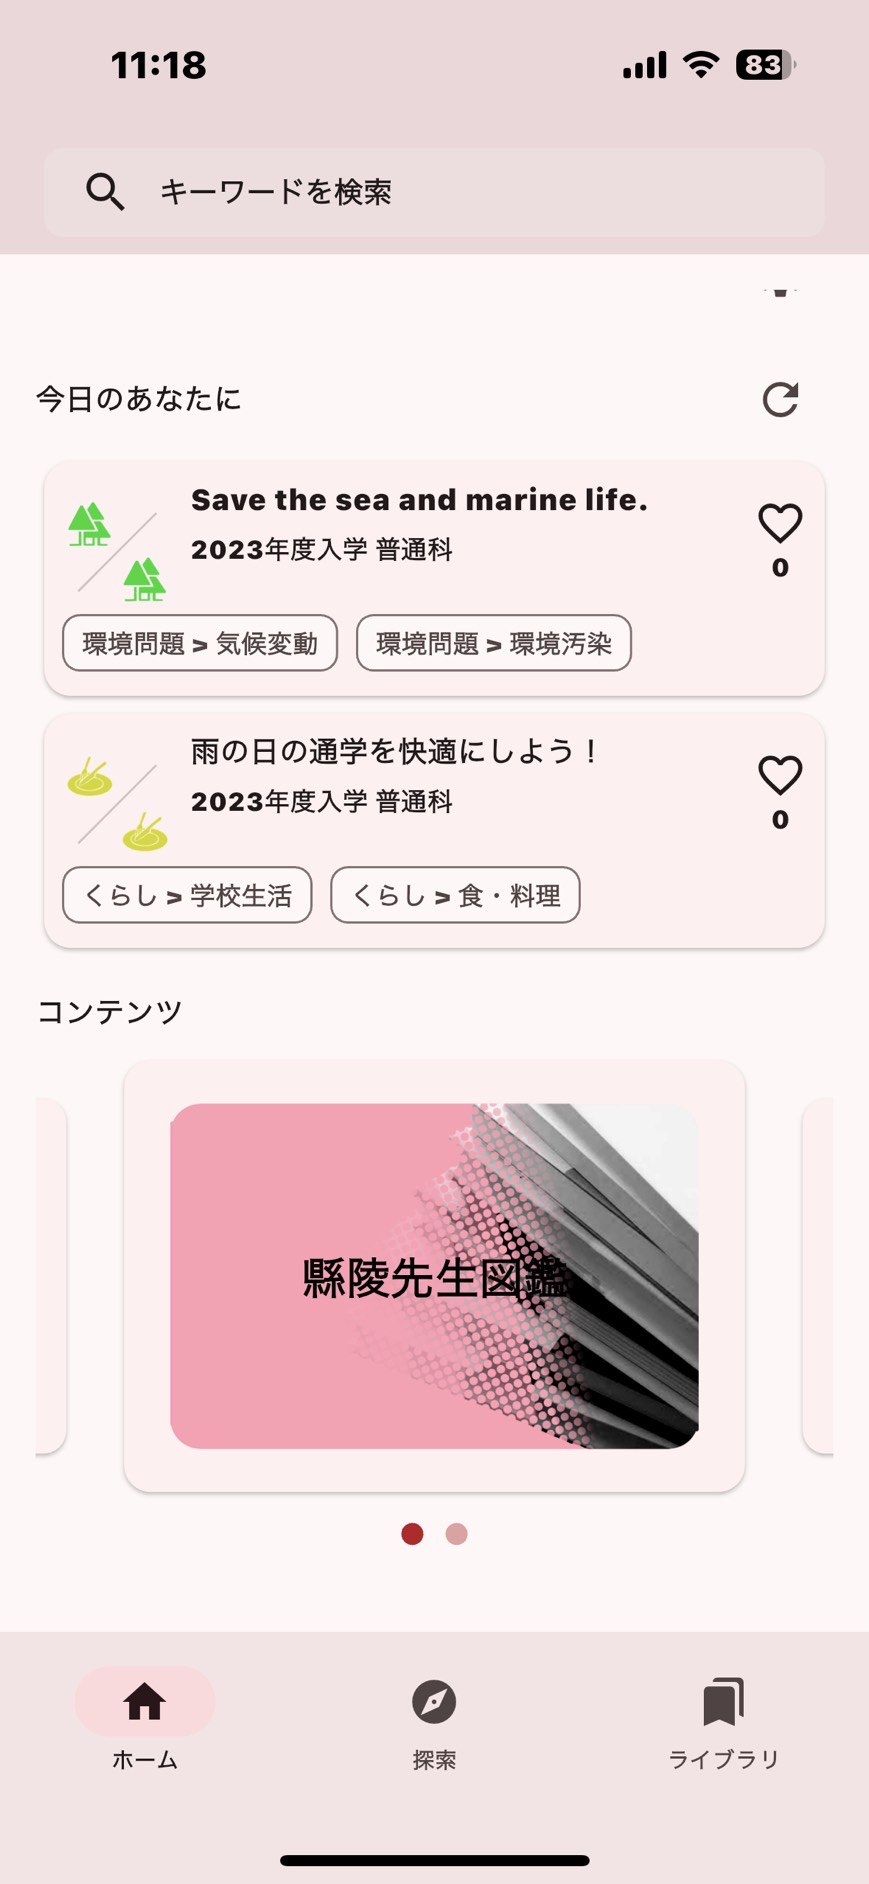 11:18
83
キーワードを検索
今日のあなたに
Save the sea and marine life.
2023年度入学 普通科
0
環境問題 > 気候変動
環境問題 > 環境汚染
雨の日の通学を快適にしよう！
2023年度入学 普通科
0
くらし > 学校生活
くらし > 食・料理
コンテンツ
縣陵先生図鑑
ホーム
探索
ライブラリ